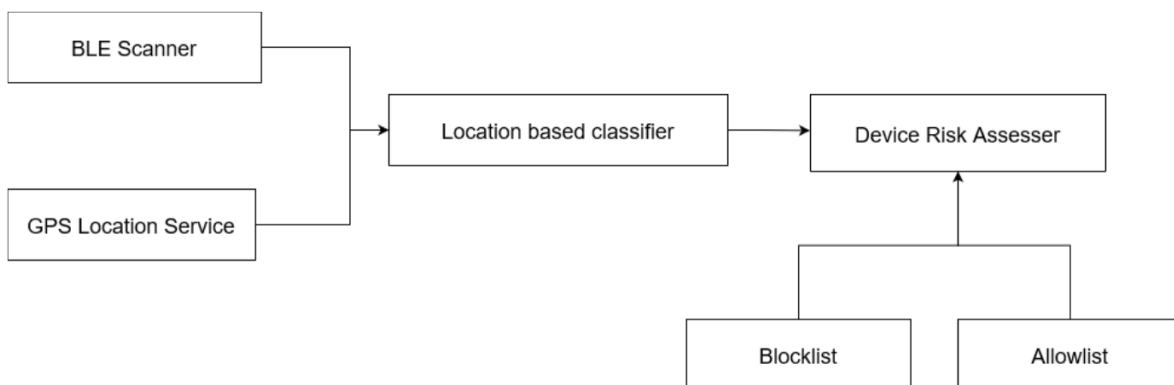 BLE Scanner
Location based classifier
Device Risk Assesser
GPS Location Service
Blocklist
Allowlist